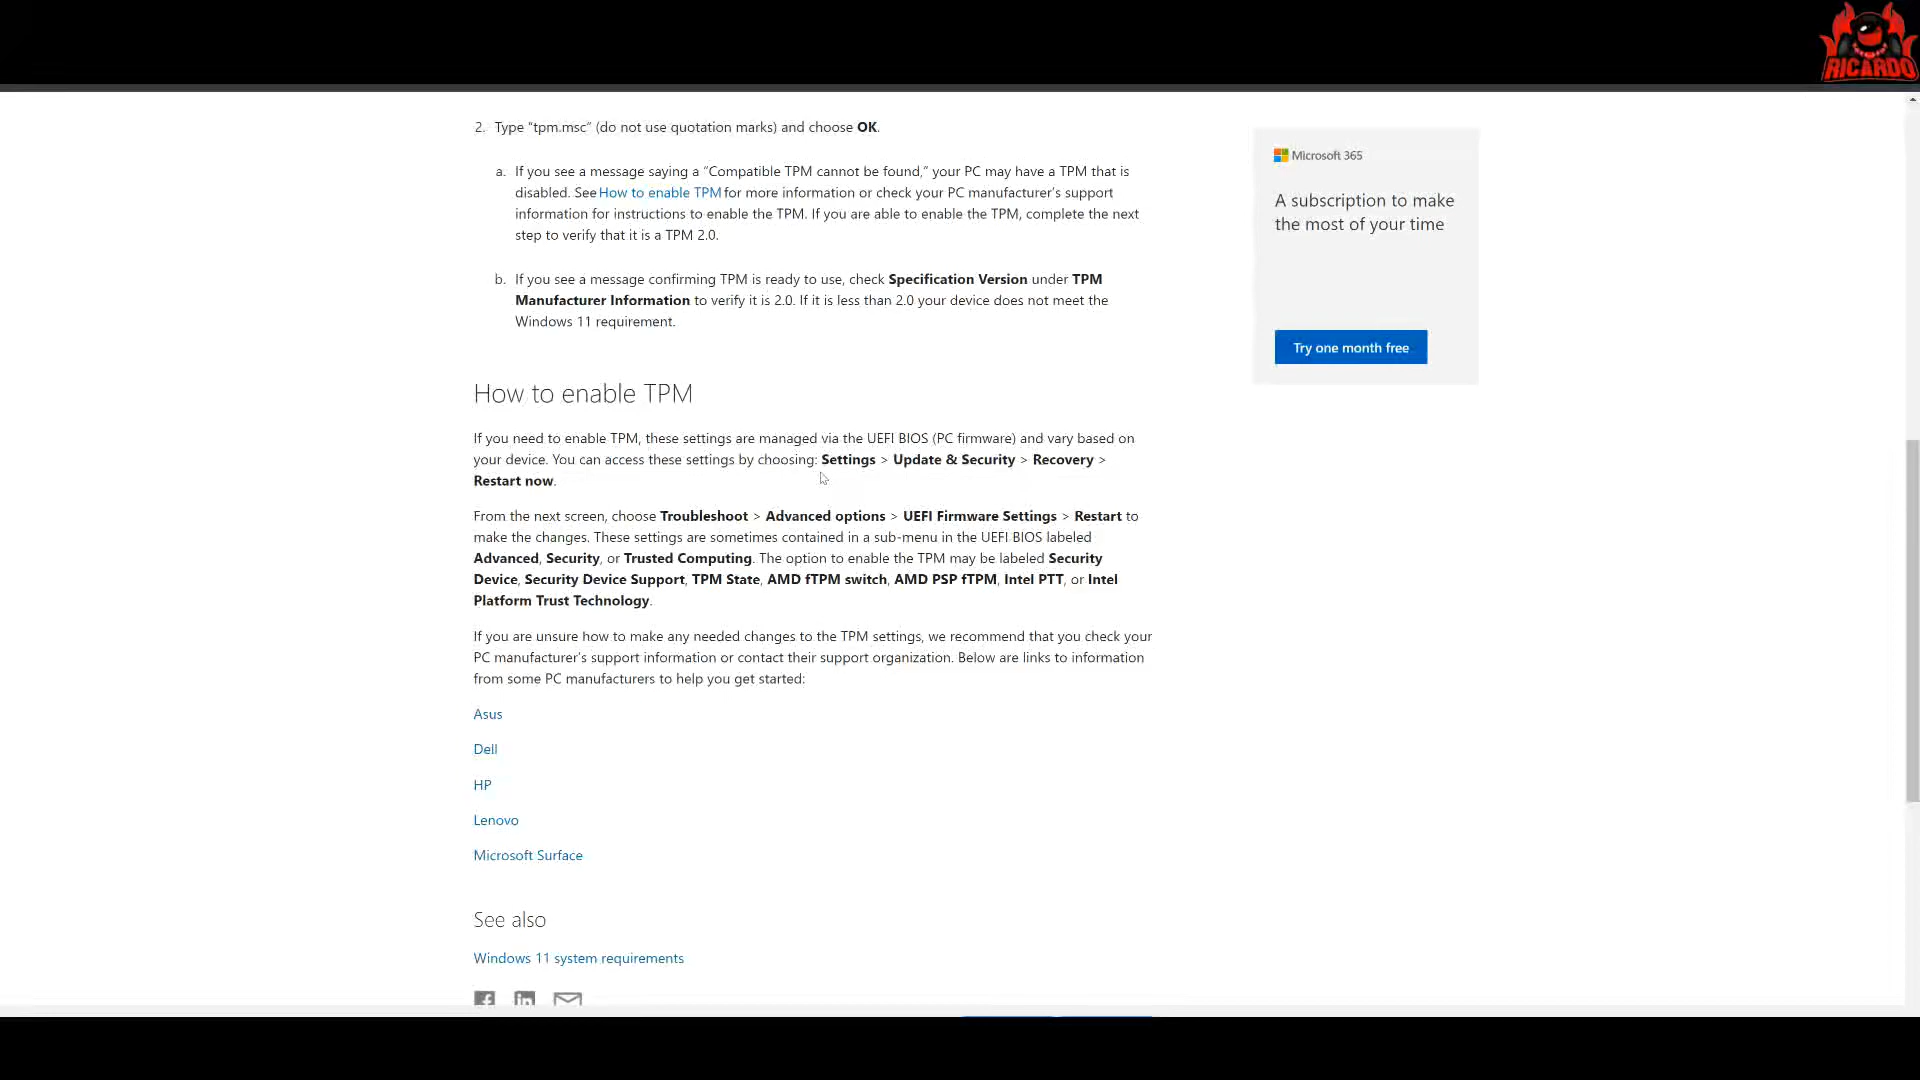 RICARDO
2. Type “tpm.msc” (do not use quotation marks) and choose OK.
a. If you see a message saying a “Compatible TPM cannot be found,” your PC may have a TPM that is
disabled. See How to enable TPM for more information or check your PC manufacturer’s support
information for instructions to enable the TPM. If you are able to enable the TPM, complete the next
step to verify that it is a TPM 2.0.
b. If you see a message confirming TPM is ready to use, check Specification Version under TPM
Manufacturer Information to verify it is 2.0. If it is less than 2.0 your device does not meet the
Windows 11 requirement.
Microsoft 365
A subscription to make
the most of your time
Try one month free
How to enable TPM
If you need to enable TPM, these settings are managed via the UEFI BIOS (PC firmware) and vary based on
your device. You can access these settings by choosing: Settings > Update & Security > Recovery >
Restart now.
From the next screen, choose Troubleshoot > Advanced options > UEFI Firmware Settings > Restart to
make the changes. These settings are sometimes contained in a sub-menu in the UEFI BIOS labeled
Advanced, Security, or Trusted Computing. The option to enable the TPM may be labeled Security
Device, Security Device Support, TPM State, AMD fTPM switch, AMD PSP fTPM, Intel PTT, or Intel
Platform Trust Technology.
If you are unsure how to make any needed changes to the TPM settings, we recommend that you check your
PC manufacturer’s support information or contact their support organization. Below are links to information
from some PC manufacturers to help you get started:
Asus
Dell
HP
Lenovo
Microsoft Surface
See also
Windows 11 system requirements